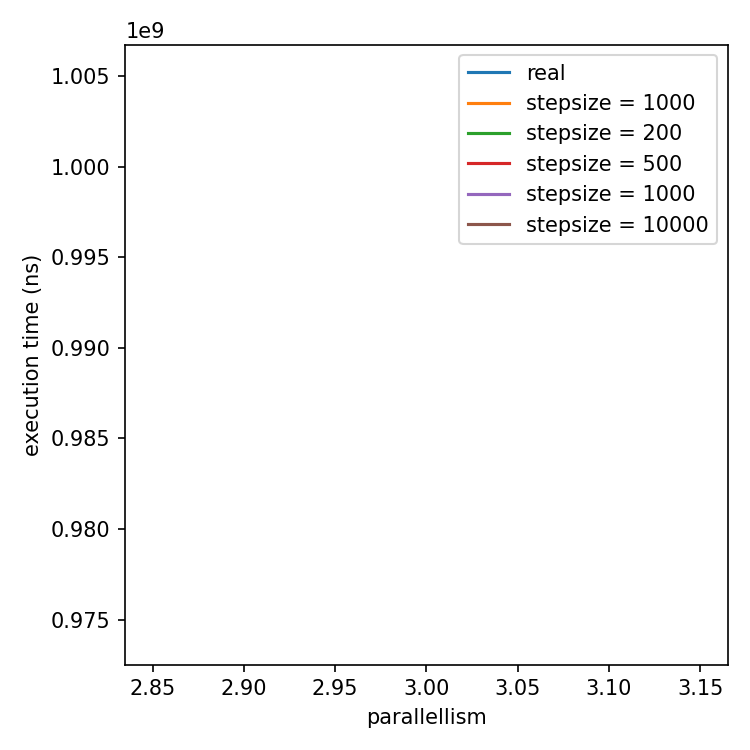 1e9
1.005
1.000
0.995
0.990
0.985
0.980
0.975
execution time (ns)
real
stepsize = 1000
stepsize = 200
stepsize = 500
stepsize = 1000
stepsize = 10000
2.85 2.90 2.95 3.00 3.05 3.10 3.15
parallellism